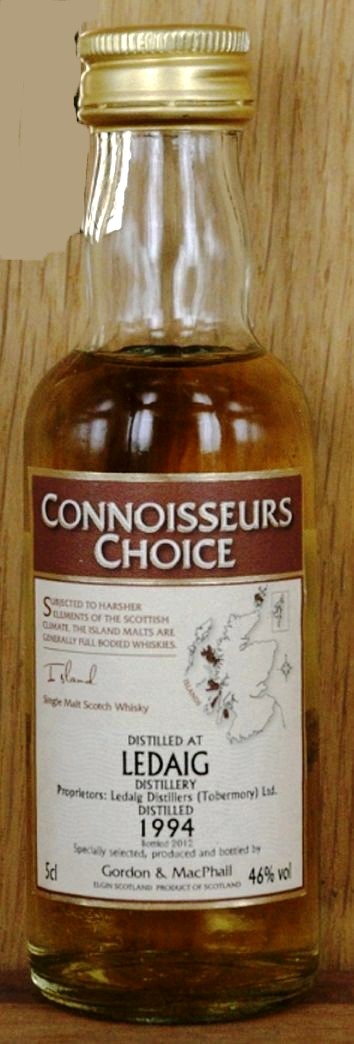 CONNOISSEURS
CHOICE
SUBJECTED TO HARSHER
ELEMENTS OF THE SCOTTISH
CLIMATE, THE ISLAND MALTS ARE
GENERALLY FULL BODIED WHISKIES.
Island
Single Malt Scotch Whisky
ISLANDS
DISTILLED AT
LEDAIG
DISTILLERY
Proprietors: Ledaig Distillers (Tobermory) Ltd.
DISTILLED
1994
Bottled 2012
Specially selected, produced and bottled by
5cl Gordon & MacPhail 46% vol
ELGIN SCOTLAND PRODUCT OF SCOTLAND